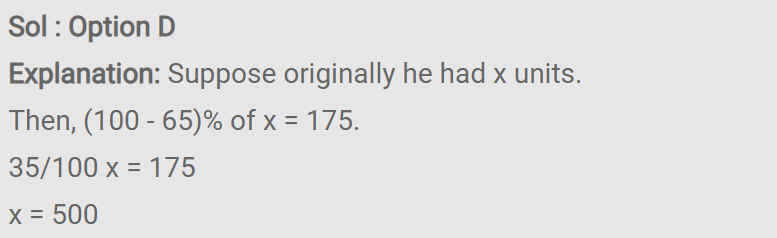 Sol : Option D
Explanation: Suppose originally he had x units.
Then, (100 - 65)% of x = 175.
35/100 x = 175
x = 500